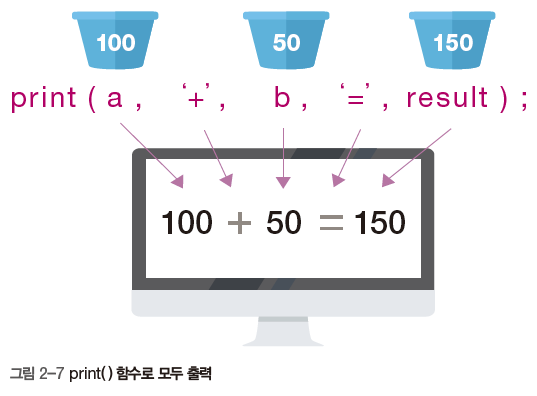 100 50 150
print ( a , ‘+’, b , ‘=’ , result ) ;
100 + 50 = 150
그림 2-7 print() 함수로 모두 출력